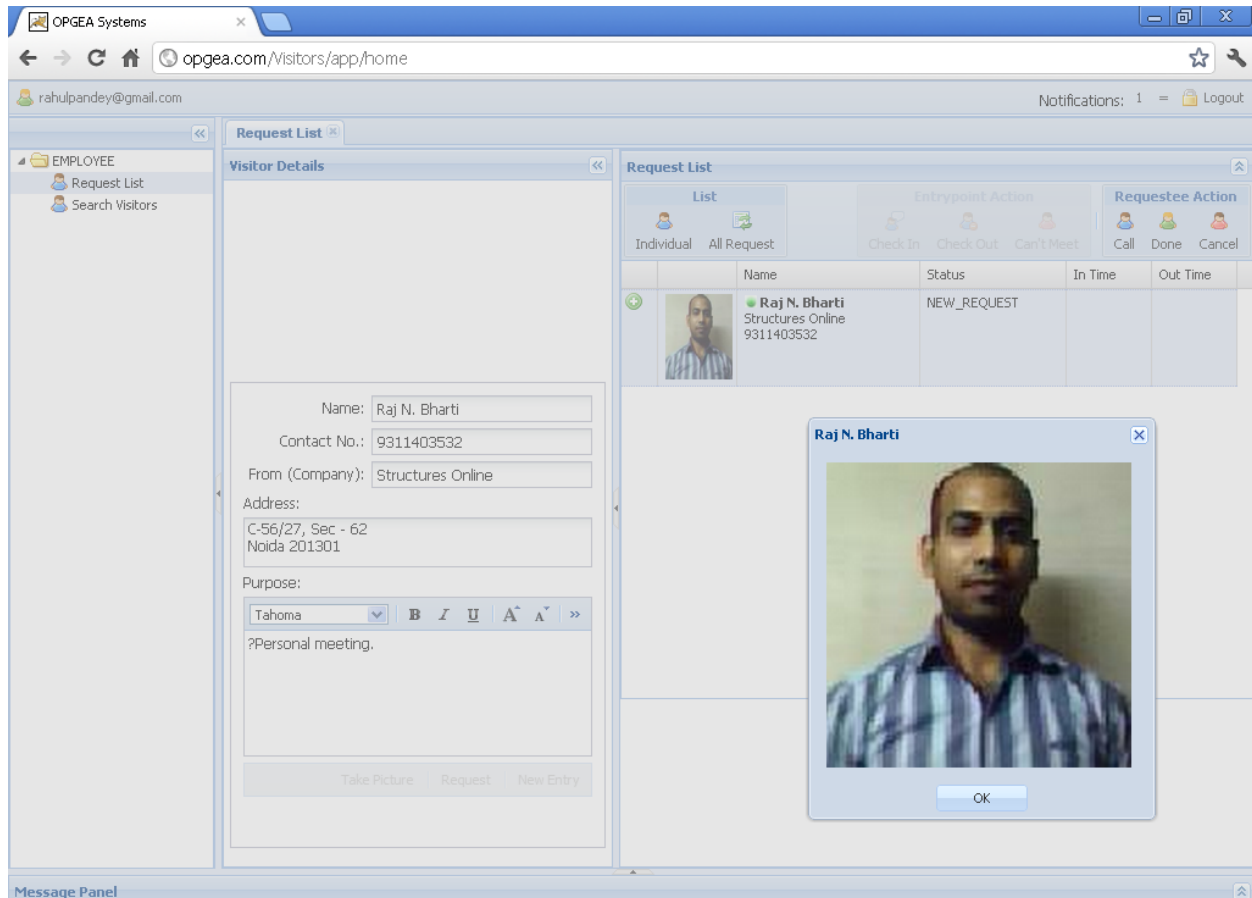 OPGEA Systems
opgea.com/Visitors/app/home
rahulpandey@gmail.com
Notifications: 1 = Logout
EMPLOYEE
Request List
Search Visitors
Request List
Visitor Details
Name: Raj N. Bharti
Contact No.: 9311403532
From (Company): Structures Online
Address:
C-56/27, Sec - 62
Noida 201301
Purpose:
Tahoma B I U A A »
?Personal meeting.
Take Picture Request New Entry
Request List
List Entrypoint Action Requestee Action
Individual All Request Check In Check Out Can't Meet Call Done Cancel
Name Status In Time Out Time
Raj N. Bharti NEW_REQUEST
Structures Online
9311403532
Raj N. Bharti
OK
Message Panel